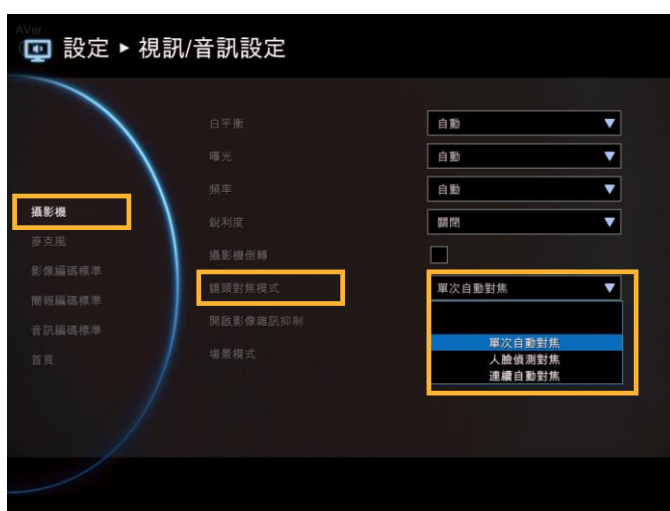 AVer
設定 ▶ 視訊/音訊設定
白平衡 自動 ▼
曝光 自動 ▼
頻率 自動 ▼
攝影機
銳利度 關閉 ▼
麥克風
攝影機倒轉
影像編碼標準
鏡頭對焦模式 單次自動對焦 ▼
簡報編碼標準
開啟影像雜訊抑制
音訊編碼標準
單次自動對焦
場景模式 人臉偵測對焦
首頁
連續自動對焦